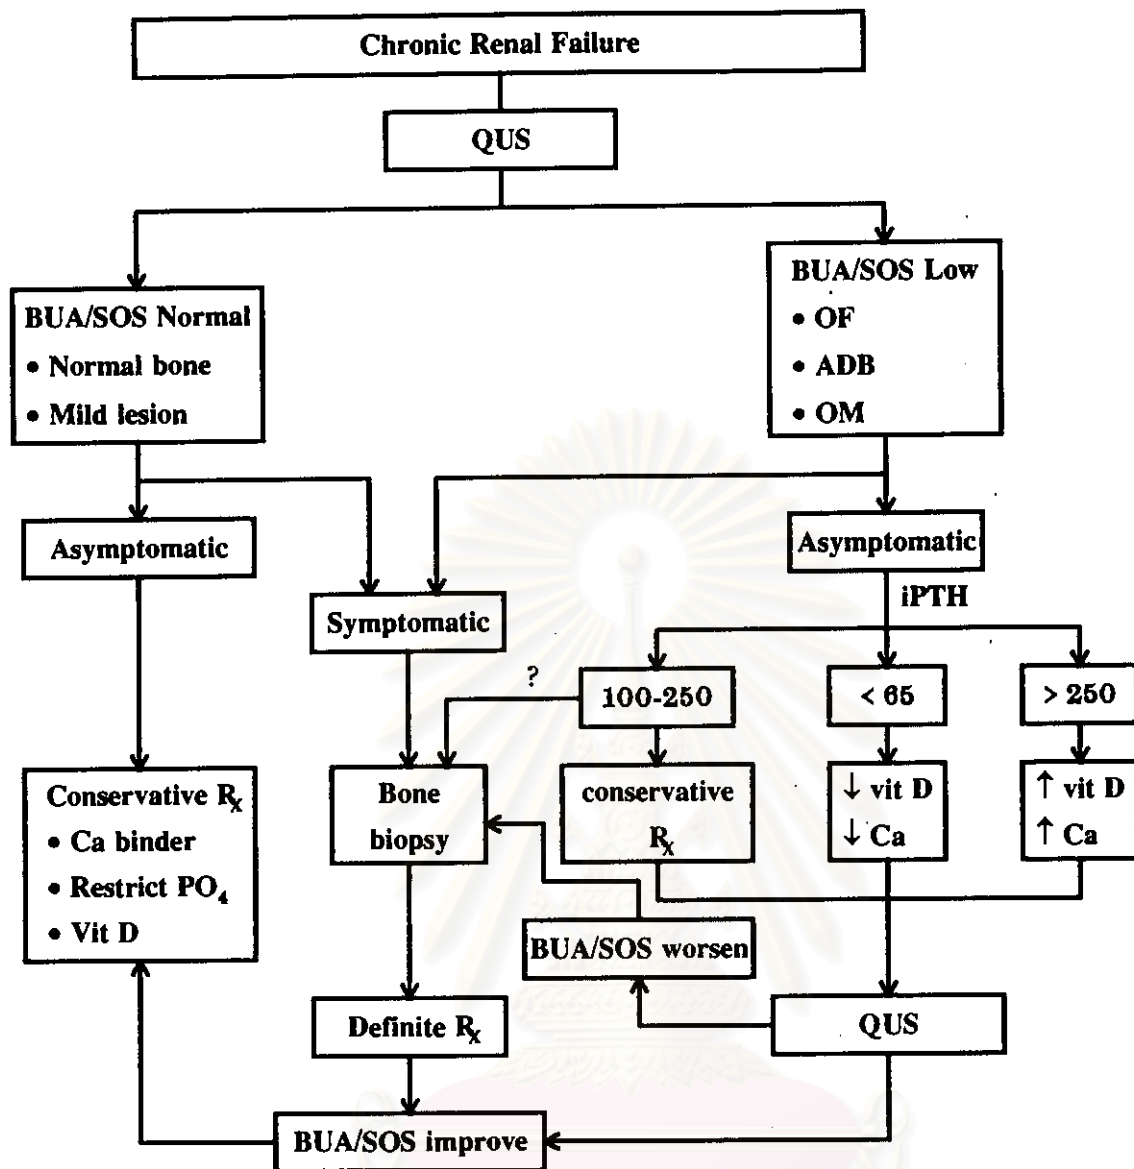 Chronic Renal Failure
QUS
BUA/SOS Normal
• Normal bone
• Mild lesion
BUA/SOS Low
• OF
• ADB
• OM
Asymptomatic
Symptomatic
Asymptomatic
iPTH
?
100-250
< 65
> 250
Conservative Rx
• Ca binder
• Restrict PO₄
• Vit D
Bone
biopsy
conservative
Rx
↓ vit D
↓ Ca
↑ vit D
↑ Ca
BUA/SOS worsen
Definite Rx
QUS
BUA/SOS improve